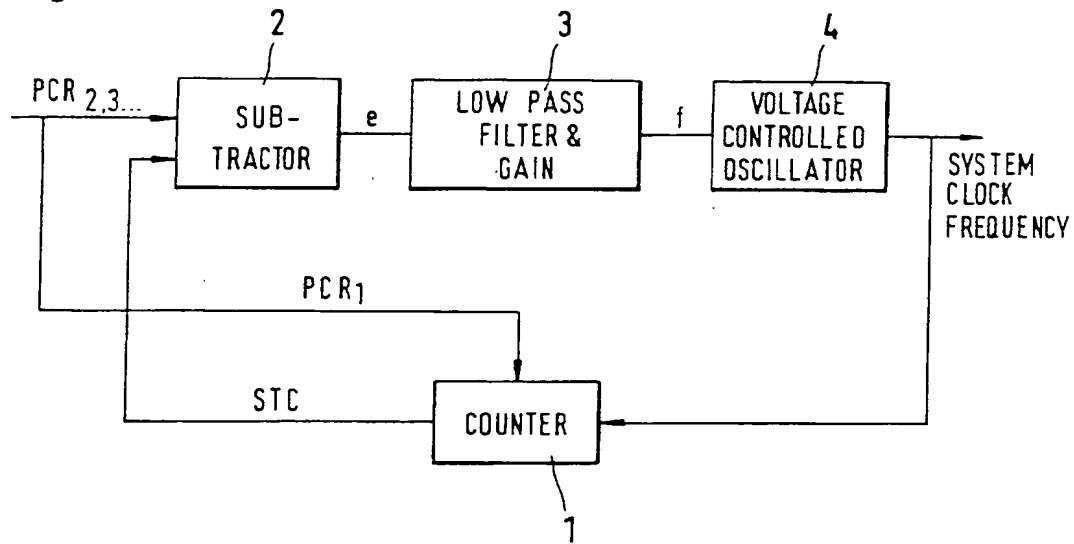 2
3
4
PCR 2,3...
SUB-
TRACTOR
e
LOW PASS
FILTER &
GAIN
f
VOLTAGE
CONTROLLED
OSCILLATOR
SYSTEM
CLOCK
FREQUENCY
PCR1
STC
COUNTER
1